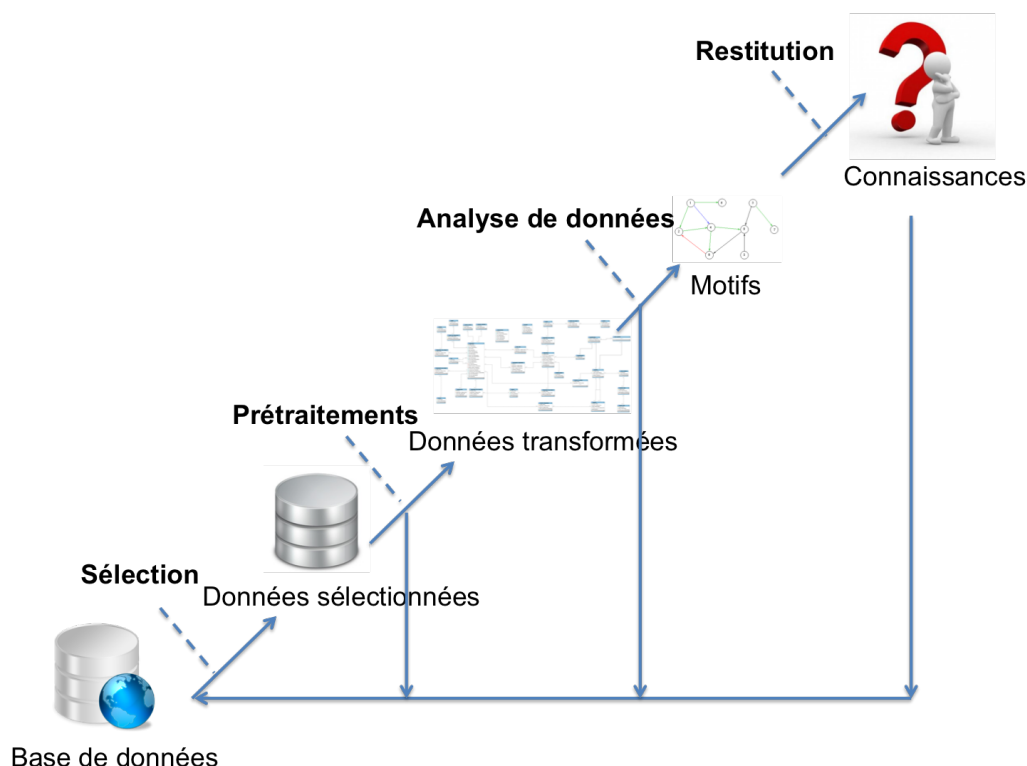 Restitution
Connaissances
Analyse de données
Motifs
Prétraitements
Données transformées
Sélection
Données sélectionnées
Base de données